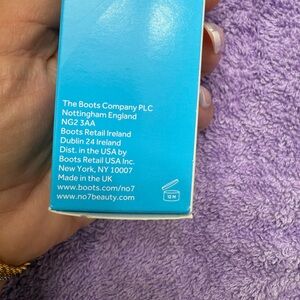 The Boots Company PLC
Nottingham England
NG2 3AA
Boots Retail Ireland
Dublin 24 Ireland
Dist. in the USA by
Boots Retail USA Inc.
New York, NY 10007
Made in the UK
www.boots.com/no7
www.no7beauty.com
12 M